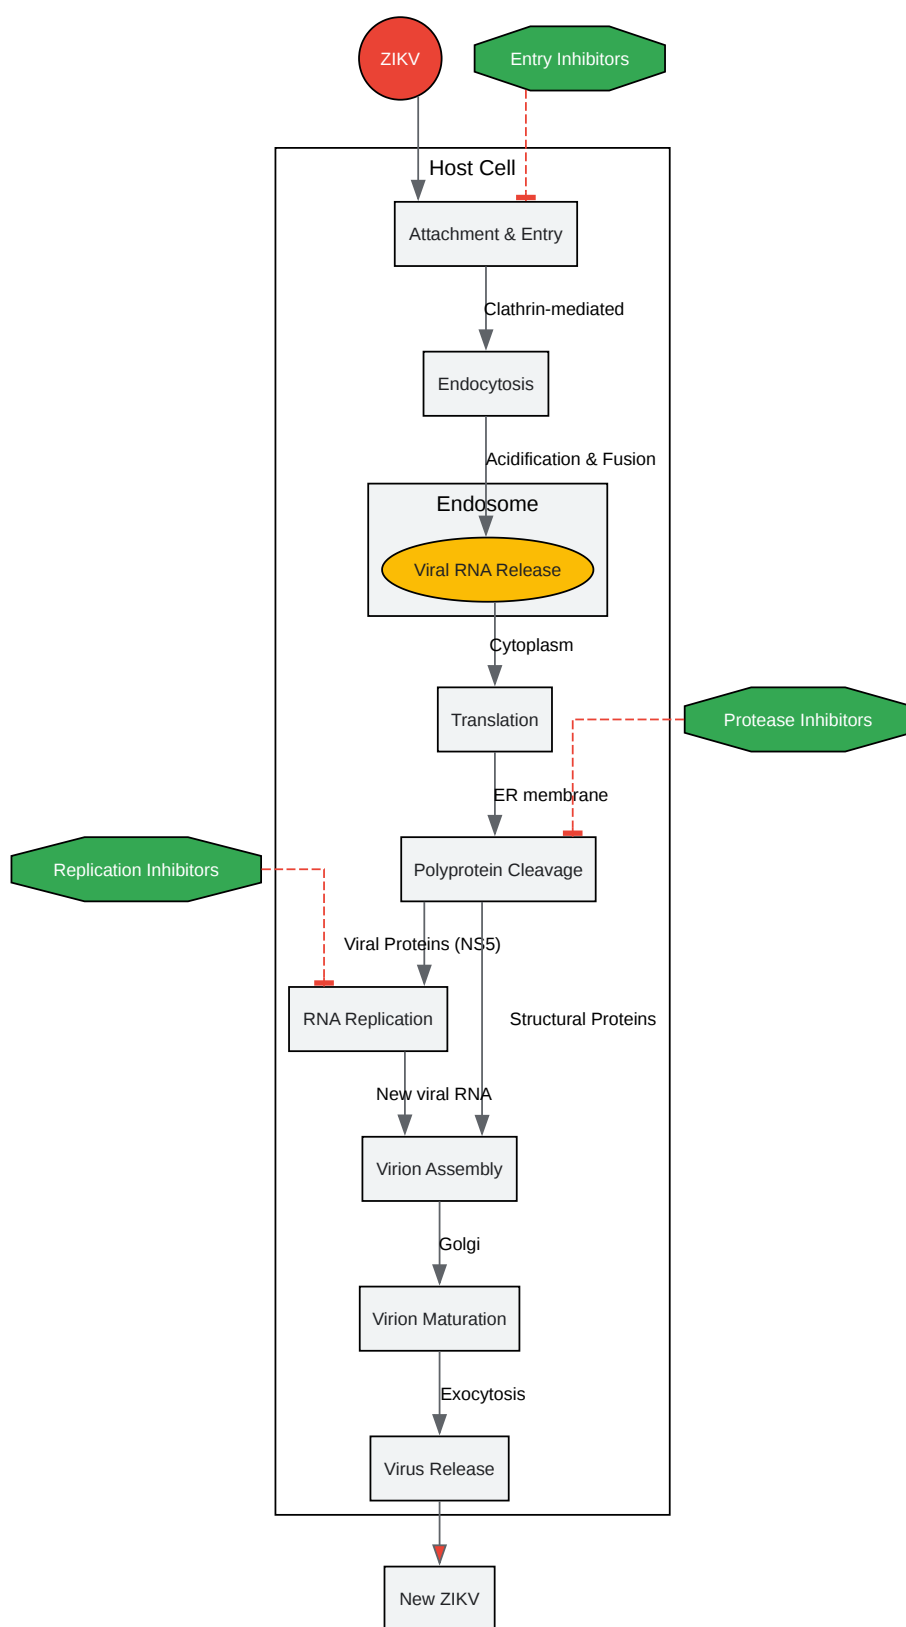 ZIKV
Entry Inhibitors
Host Cell
Attachment & Entry
Clathrin-mediated
Endocytosis
Acidification & Fusion
Endosome
Viral RNA Release
Cytoplasm
Translation
Protease Inhibitors
ER membrane
Replication Inhibitors
Polyprotein Cleavage
Viral Proteins (NS5)
RNA Replication
Structural Proteins
New viral RNA
Virion Assembly
Golgi
Virion Maturation
Exocytosis
Virus Release
New ZIKV